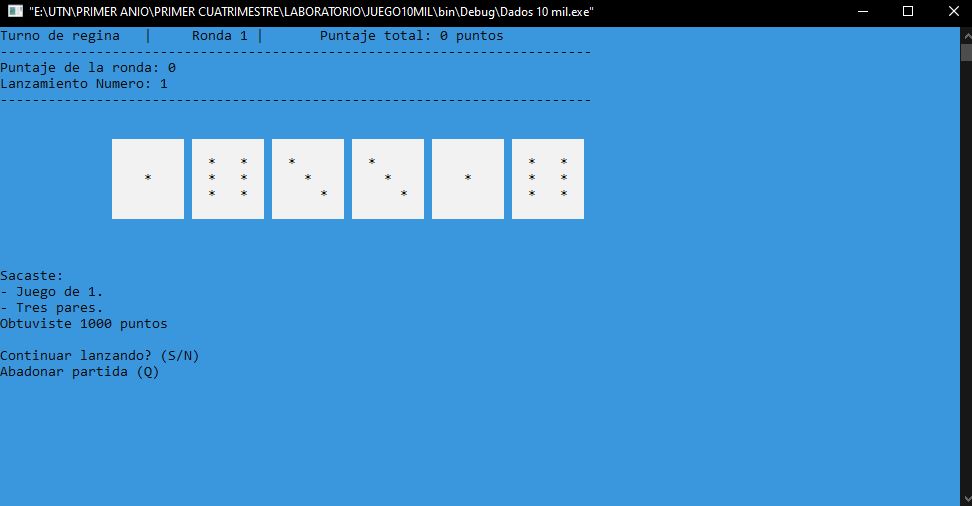 "E:\UTN\PRIMER ANIO\PRIMER CUATRIMESTRE\LABORATORIO\JUEGO10MIL\bin\Debug\Dados 10 mil.exe"
Turno de regina | Ronda 1 | Puntaje total: 0 puntos
--------------------------------------------------------------------------
Puntaje de la ronda: 0
Lanzamiento Numero: 1
--------------------------------------------------------------------------
* * * * * *
* * * * * * * *
* * * * * *
Sacaste:
- Juego de 1.
- Tres pares.
Obtuviste 1000 puntos
Continuar lanzando? (S/N)
Abadonar partida (Q)